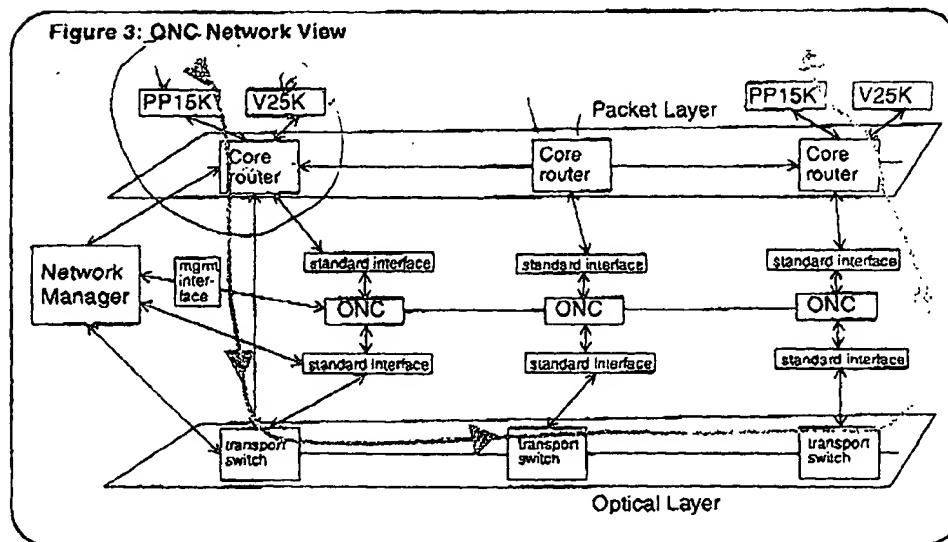 Figure 3: ONC Network View
PP15K V25K
PP15K V25K
Packet Layer
Core router
Core router
Core router
Network Manager
mgmt inter-face
standard interface
standard interface
standard interface
ONC
ONC
ONC
standard interface
standard interface
standard interface
transport switch
transport switch
transport switch
Optical Layer